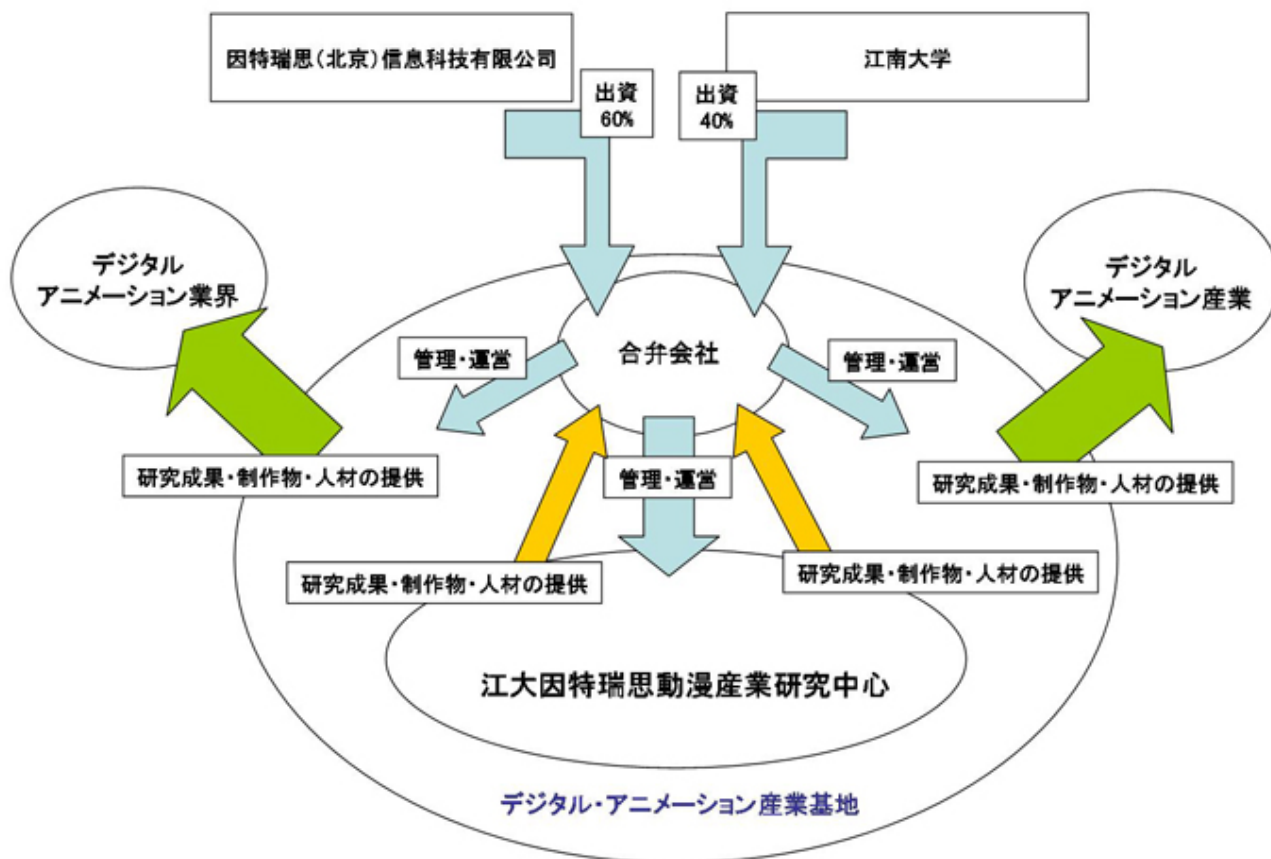 因特瑞思(北京)信息科技有限公司
江南大学
出資
60%
出資
40%
デジタル
アニメーション業界
デジタル
アニメーション産業
合弁会社
管理・運営
管理・運営
研究成果・制作物・人材の提供
管理・運営
研究成果・制作物・人材の提供
研究成果・制作物・人材の提供
研究成果・制作物・人材の提供
江大因特瑞思動漫産業研究中心
デジタル・アニメーション産業基地